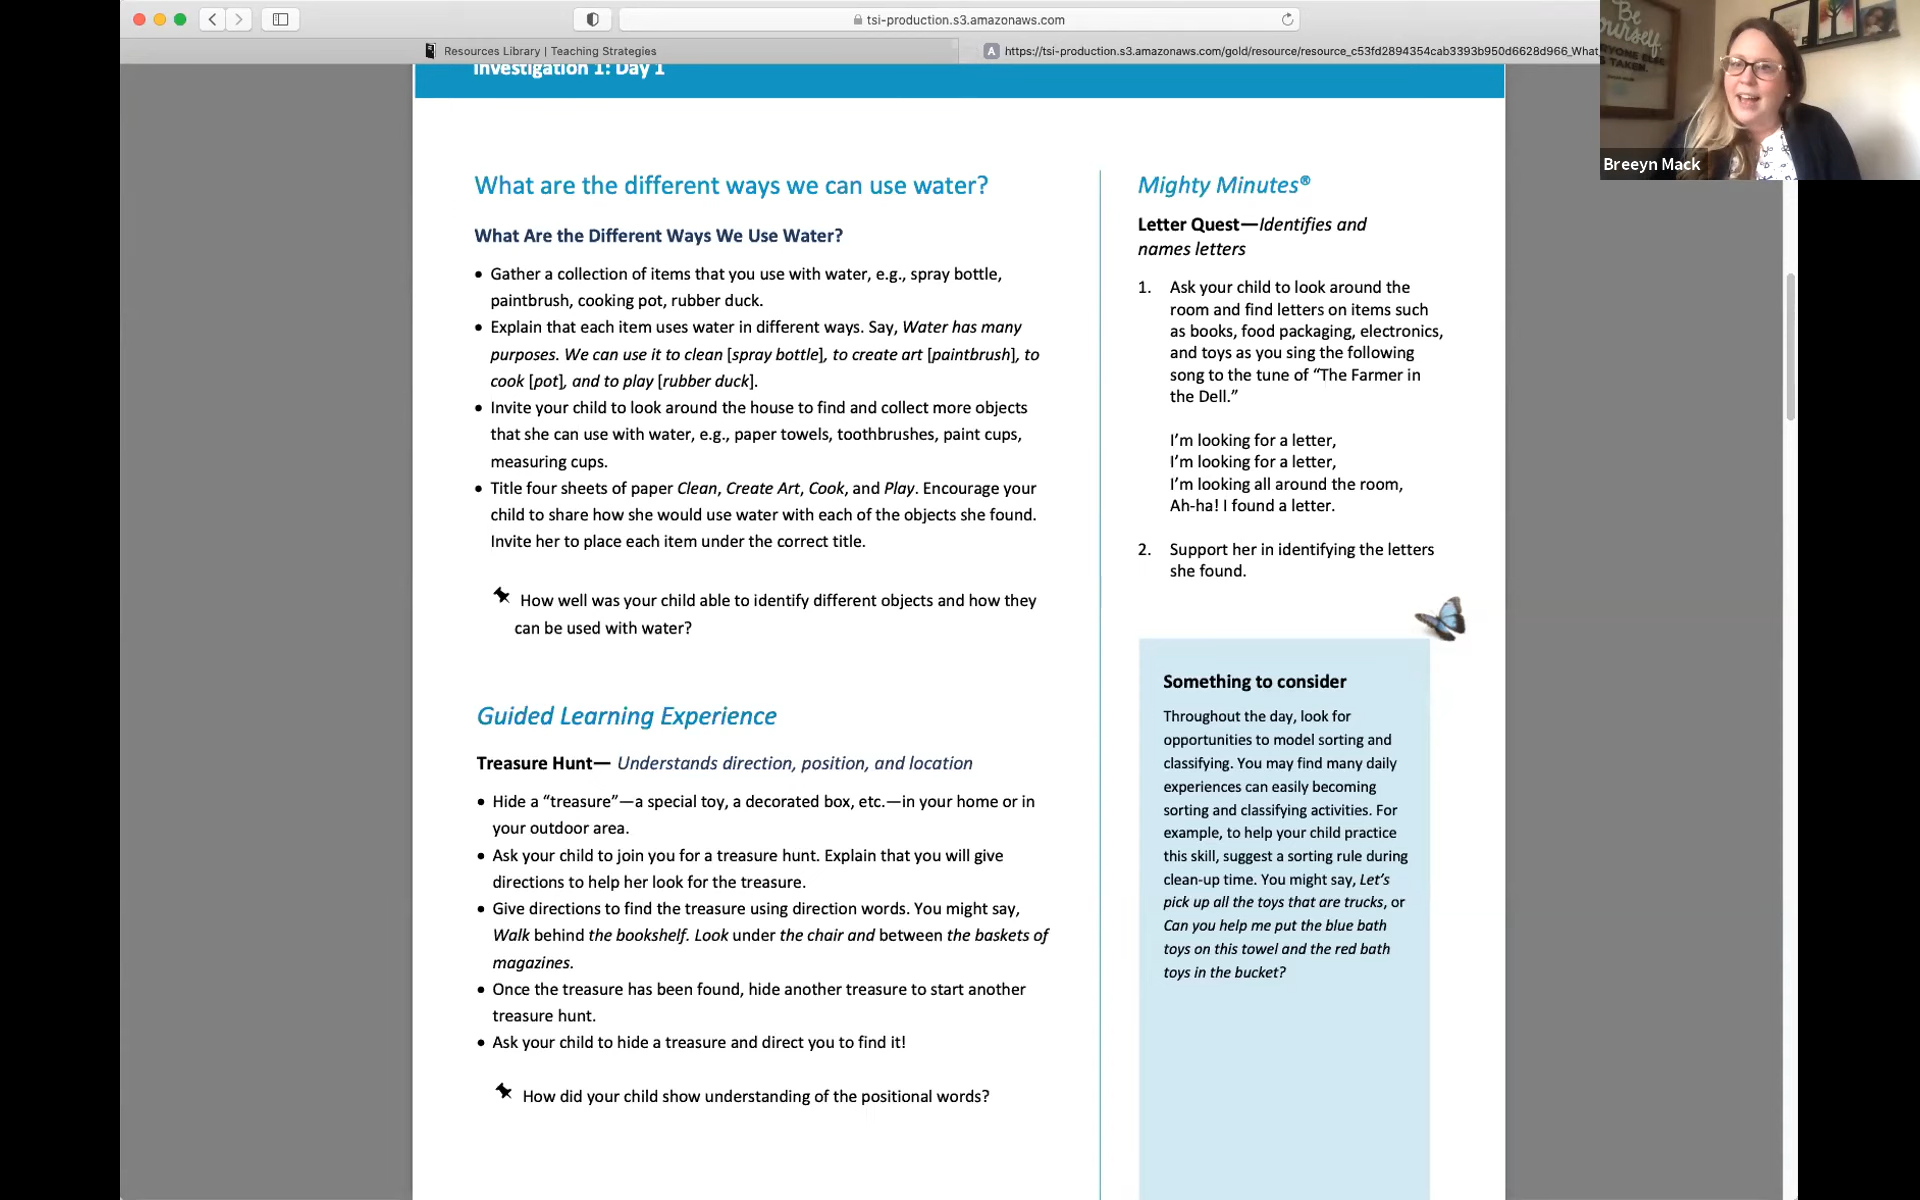 tsi-production.s3.amazonaws.com
Resources Library | Teaching Strategies
A https://tsi-production.s3.amazonaws.com/gold/resource/resource_c53fd2894354cab3393b950d6628d966_What
Be
yourself.
EVERYONE ELSE
IS TAKEN.
Breeyn Mack
Investigation 1: Day 1
What are the different ways we can use water?
What Are the Different Ways We Use Water?
• Gather a collection of items that you use with water, e.g., spray bottle,
paintbrush, cooking pot, rubber duck.
• Explain that each item uses water in different ways. Say, Water has many
purposes. We can use it to clean [spray bottle], to create art [paintbrush], to
cook [pot], and to play [rubber duck].
• Invite your child to look around the house to find and collect more objects
that she can use with water, e.g., paper towels, toothbrushes, paint cups,
measuring cups.
• Title four sheets of paper Clean, Create Art, Cook, and Play. Encourage your
child to share how she would use water with each of the objects she found.
Invite her to place each item under the correct title.
How well was your child able to identify different objects and how they
can be used with water?
Guided Learning Experience
Treasure Hunt— Understands direction, position, and location
• Hide a “treasure”—a special toy, a decorated box, etc.—in your home or in
your outdoor area.
• Ask your child to join you for a treasure hunt. Explain that you will give
directions to help her look for the treasure.
• Give directions to find the treasure using direction words. You might say,
Walk behind the bookshelf. Look under the chair and between the baskets of
magazines.
• Once the treasure has been found, hide another treasure to start another
treasure hunt.
• Ask your child to hide a treasure and direct you to find it!
How did your child show understanding of the positional words?
Mighty Minutes®
Letter Quest—Identifies and
names letters
1. Ask your child to look around the
room and find letters on items such
as books, food packaging, electronics,
and toys as you sing the following
song to the tune of “The Farmer in
the Dell.”
I’m looking for a letter,
I’m looking for a letter,
I’m looking all around the room,
Ah-ha! I found a letter.
2. Support her in identifying the letters
she found.
Something to consider
Throughout the day, look for
opportunities to model sorting and
classifying. You may find many daily
experiences can easily becoming
sorting and classifying activities. For
example, to help your child practice
this skill, suggest a sorting rule during
clean-up time. You might say, Let’s
pick up all the toys that are trucks, or
Can you help me put the blue bath
toys on this towel and the red bath
toys in the bucket?